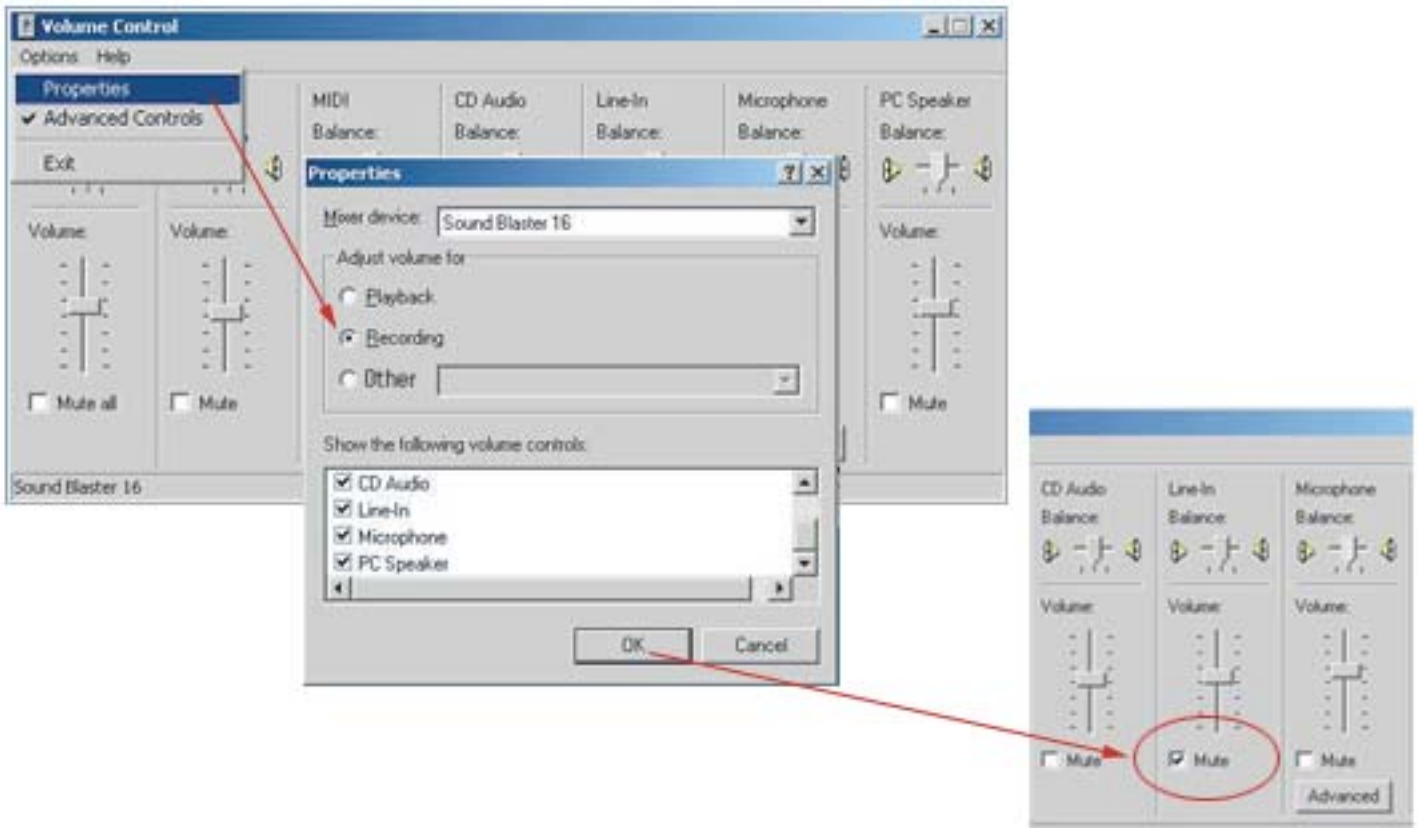 Volume Control
Options Help
Properties
Advanced Controls
Exit
MIDI
Balance:
CD Audio
Balance:
Line-In
Balance:
Microphone
Balance:
PC Speaker
Balance:
Volume:
Volume:
Volume:
Mute all
Mute
Mute
Sound Blaster 16
Properties
Mixer device: Sound Blaster 16
Adjust volume for
Playback
Recording
Other
Show the following volume controls:
CD Audio
Line-In
Microphone
PC Speaker
OK Cancel
CD Audio Line-In Microphone
Balance: Balance: Balance:
Volume: Volume: Volume:
Mute Mute Mute
Advanced